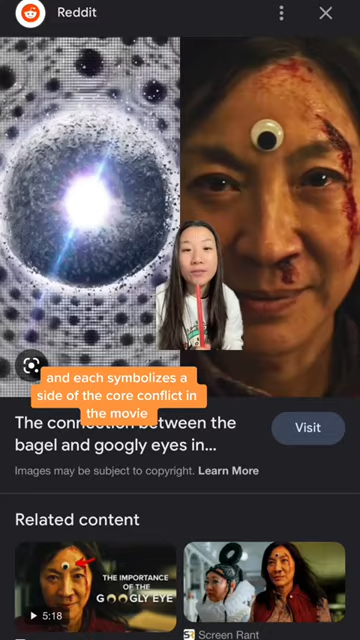 Reddit
and each symbolizes a
side of the core conflict in
the movie
The connection between the
bagel and googly eyes in...
Visit
Images may be subject to copyright. Learn More
Related content
THE IMPORTANCE
OF THE
GOOGLY EYE
5:18
Screen Rant